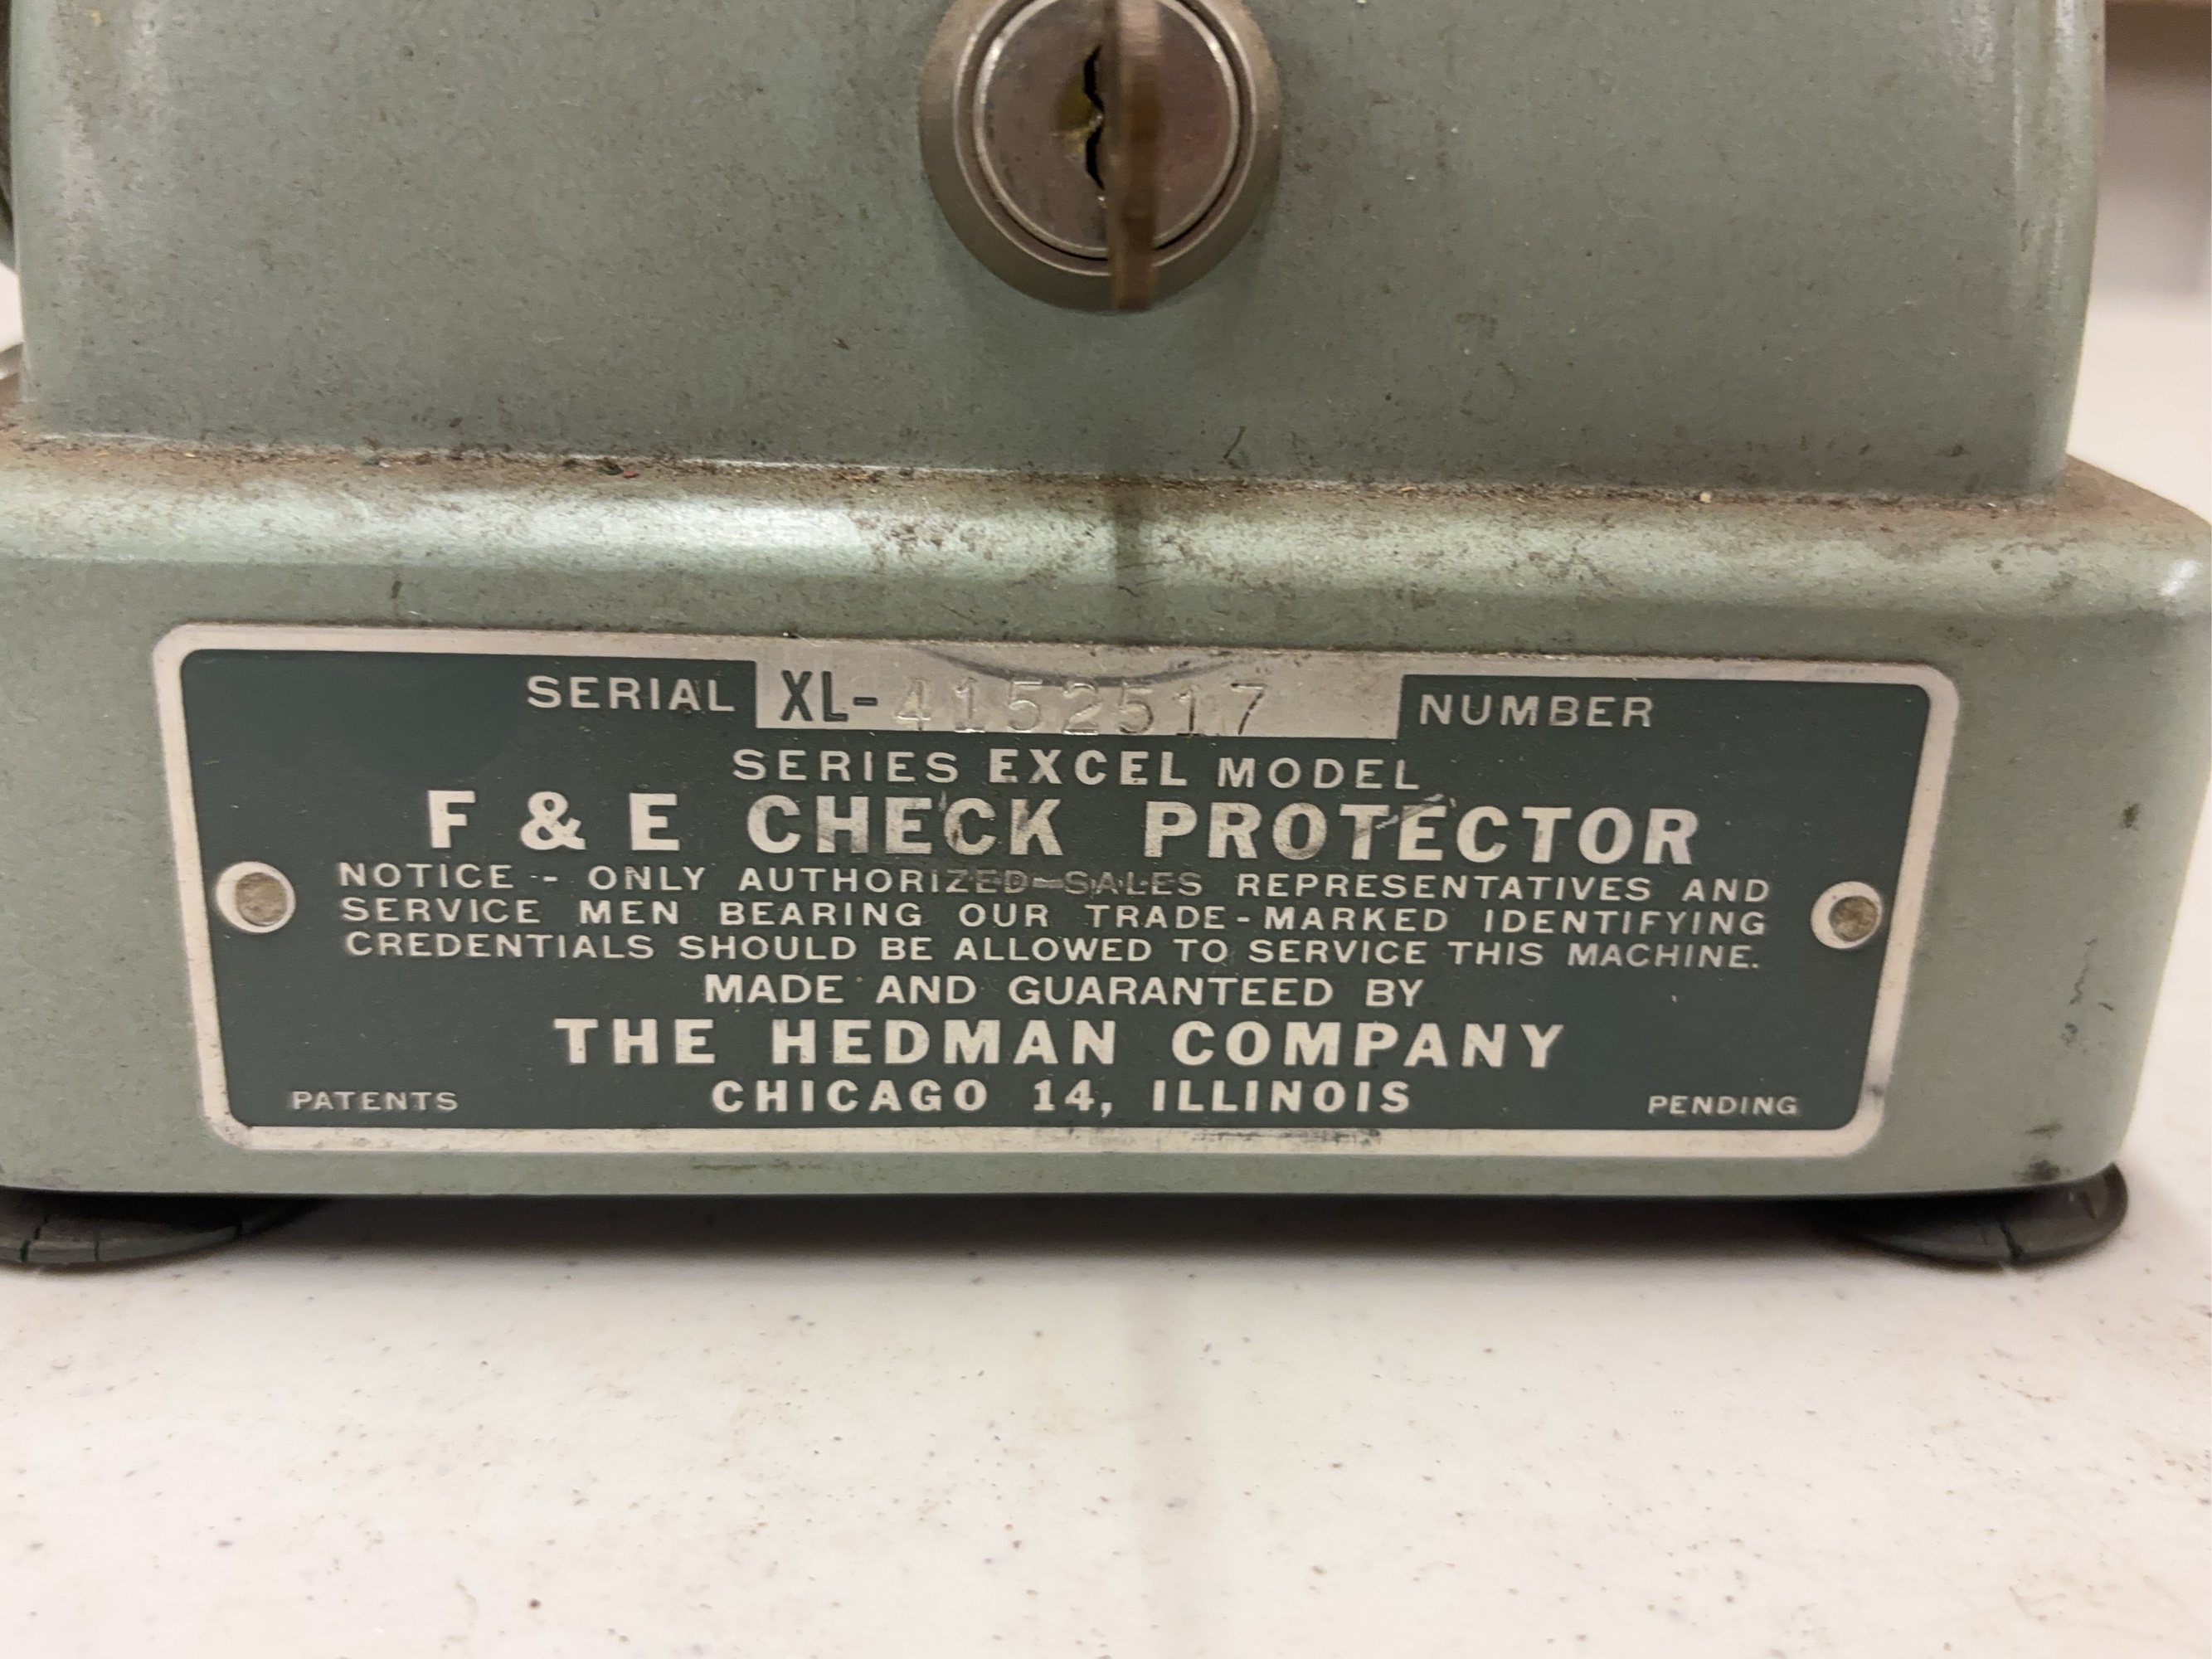 SERIAL XL-4152517 NUMBER
SERIES EXCEL MODEL
F & E CHECK PROTECTOR
NOTICE - ONLY AUTHORIZED SALES REPRESENTATIVES AND
SERVICE MEN BEARING OUR TRADE-MARKED IDENTIFYING
CREDENTIALS SHOULD BE ALLOWED TO SERVICE THIS MACHINE.
MADE AND GUARANTEED BY
THE HEDMAN COMPANY
CHICAGO 14, ILLINOIS
PATENTS PENDING